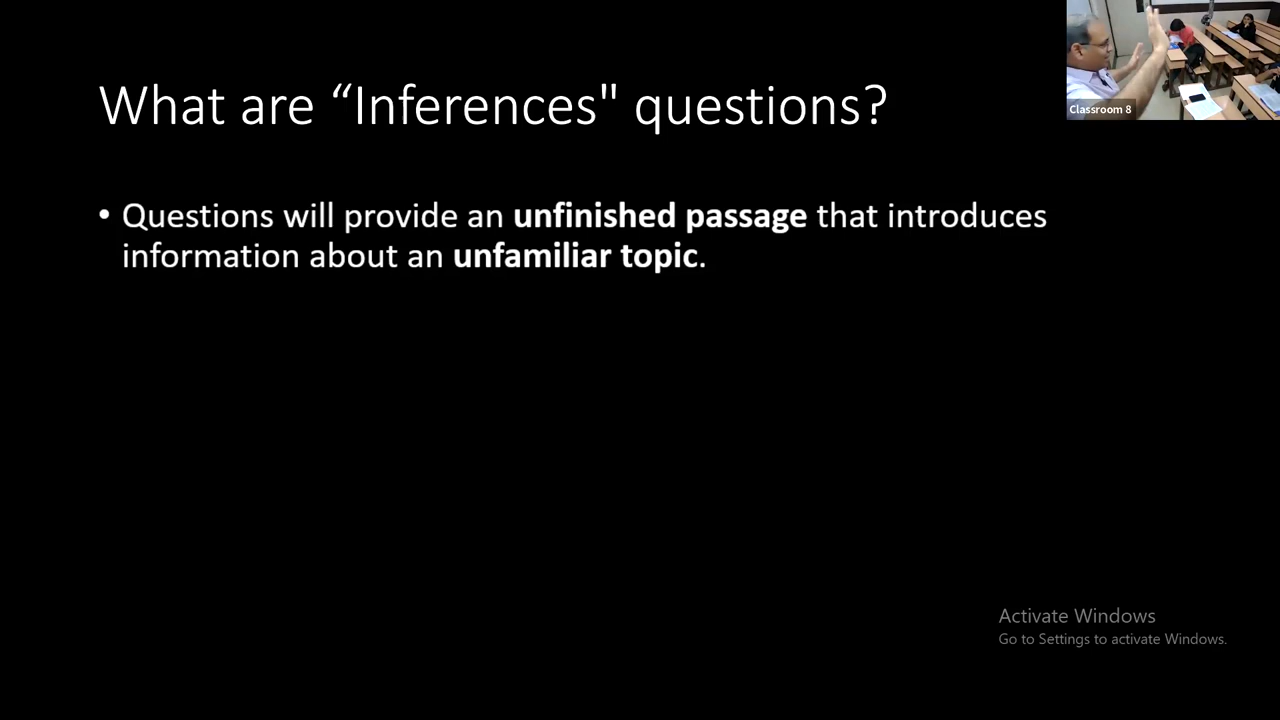 What are “Inferences" questions?
• Questions will provide an unfinished passage that introduces
information about an unfamiliar topic.
Classroom 8
Activate Windows
Go to Settings to activate Windows.